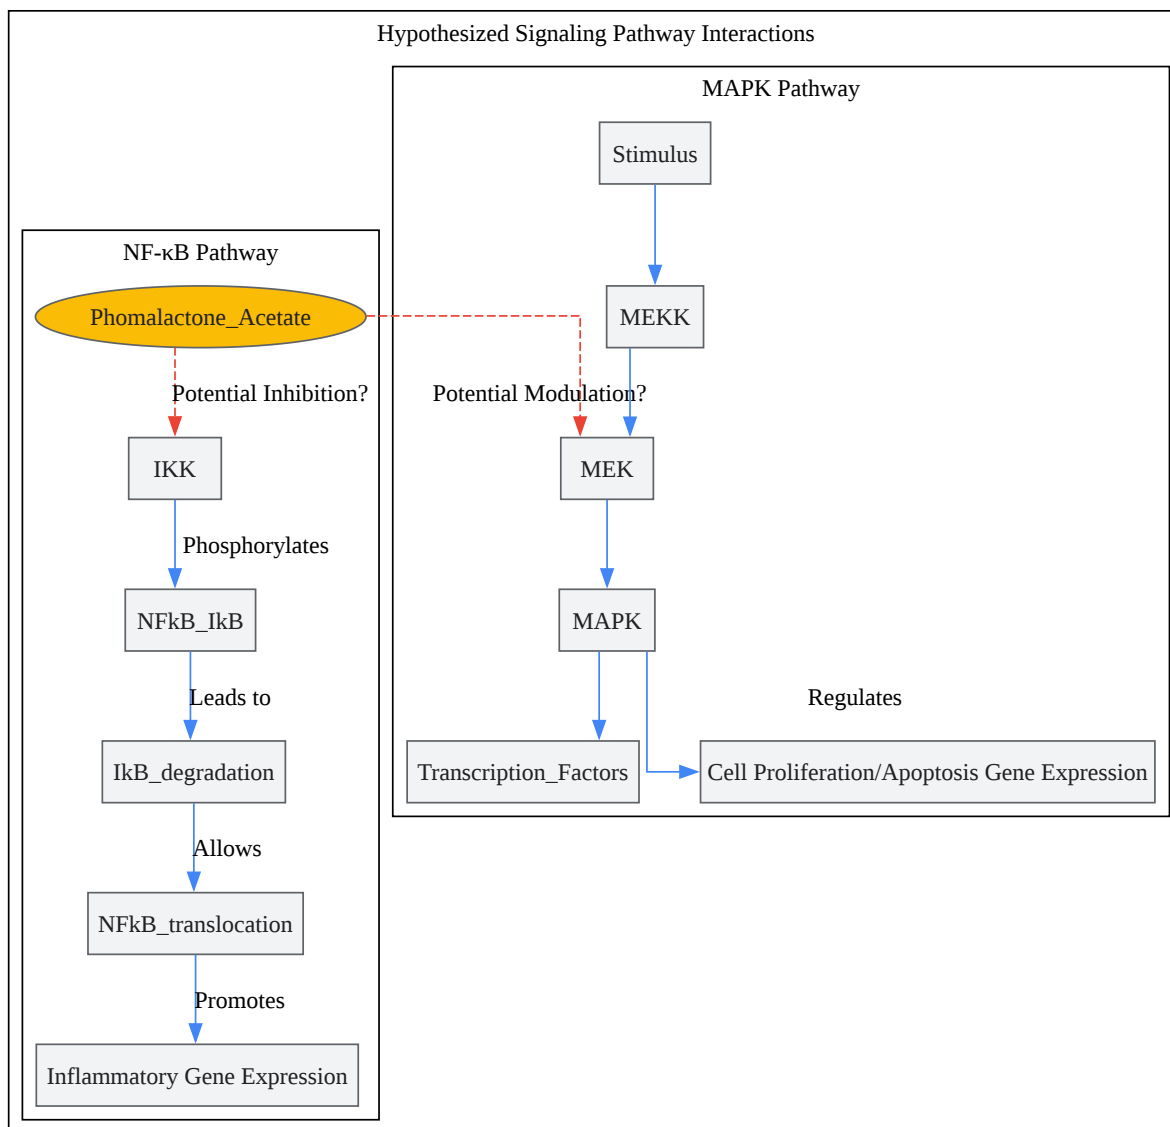 Hypothesized Signaling Pathway Interactions
MAPK Pathway
Stimulus
NF-κB Pathway
Phomalactone_Acetate
MEKK
Potential Inhibition?
Potential Modulation?
IKK
MEK
Phosphorylates
NFkB_IkB
MAPK
Leads to
Regulates
IkB_degradation
Transcription_Factors
Cell Proliferation/Apoptosis Gene Expression
Allows
NFkB_translocation
Promotes
Inflammatory Gene Expression